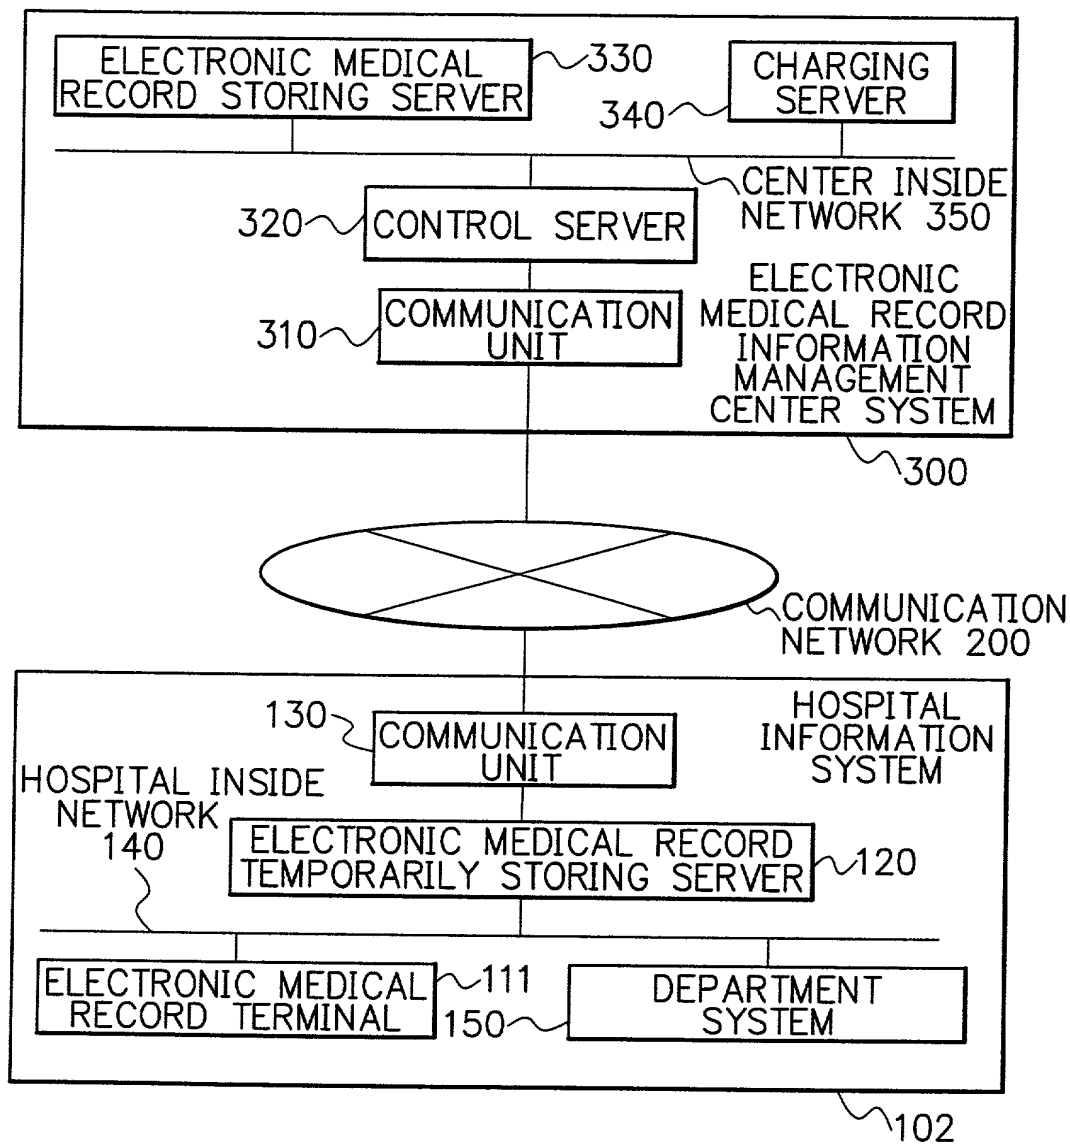 ELECTRONIC MEDICAL
RECORD STORING SERVER
330
CHARGING
SERVER
340
CENTER INSIDE
NETWORK 350
320
CONTROL SERVER
310
COMMUNICATION
UNIT
ELECTRONIC
MEDICAL RECORD
INFORMATION
MANAGEMENT
CENTER SYSTEM
300
COMMUNICATION
NETWORK 200
HOSPITAL
INFORMATION
SYSTEM
130
COMMUNICATION
UNIT
HOSPITAL INSIDE
NETWORK
140
ELECTRONIC MEDICAL RECORD
TEMPORARILY STORING SERVER
120
ELECTRONIC MEDICAL
RECORD TERMINAL
111
150
DEPARTMENT
SYSTEM
102